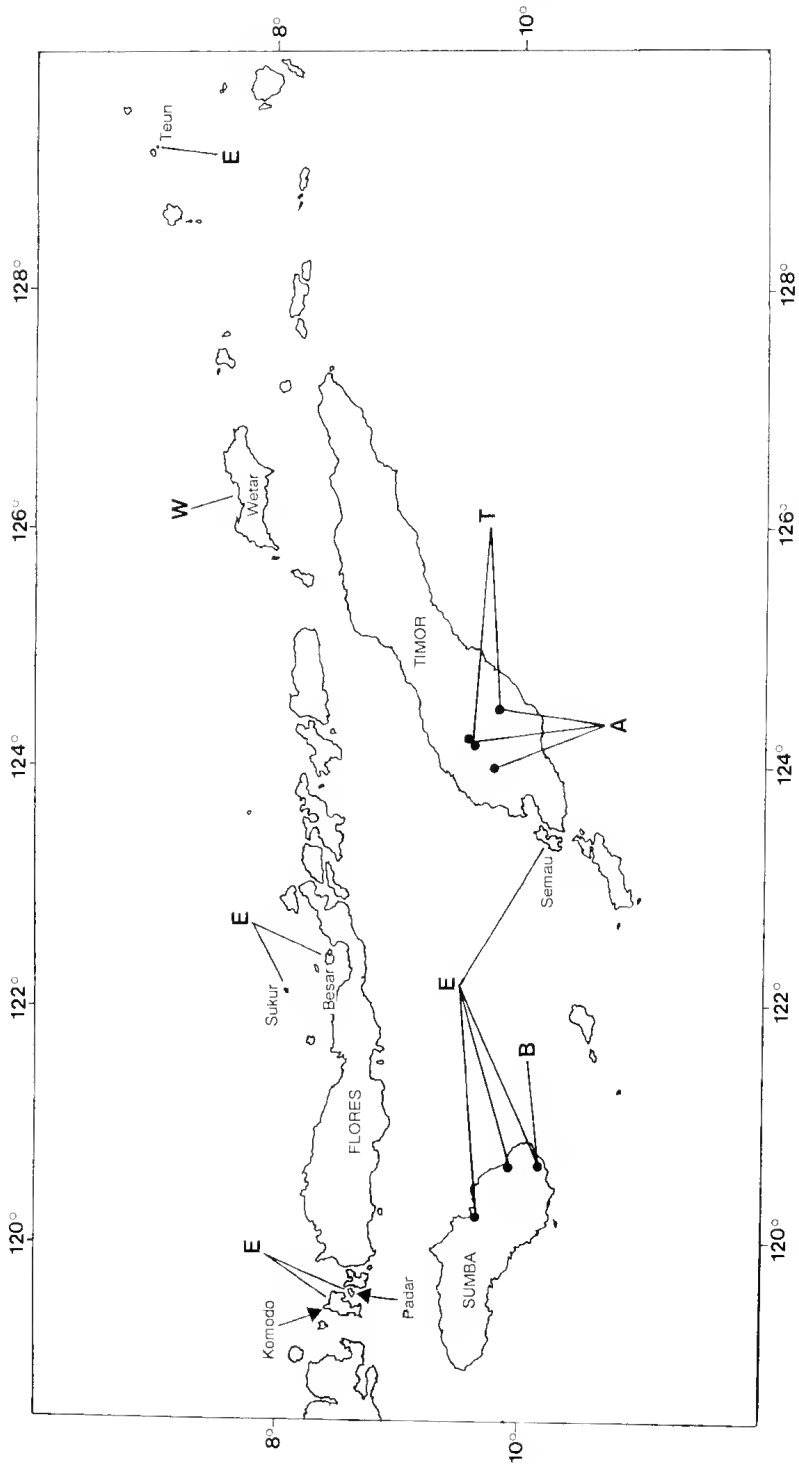 120°
122°
124°
126°
128°
8°
10°
8°
10°
120°
122°
124°
126°
128°
Komodo
E
Padar
FLORES
Sukur
E
Besar
W
Wetar
Teun
E
SUMBA
E
B
Semau
TIMOR
T
A